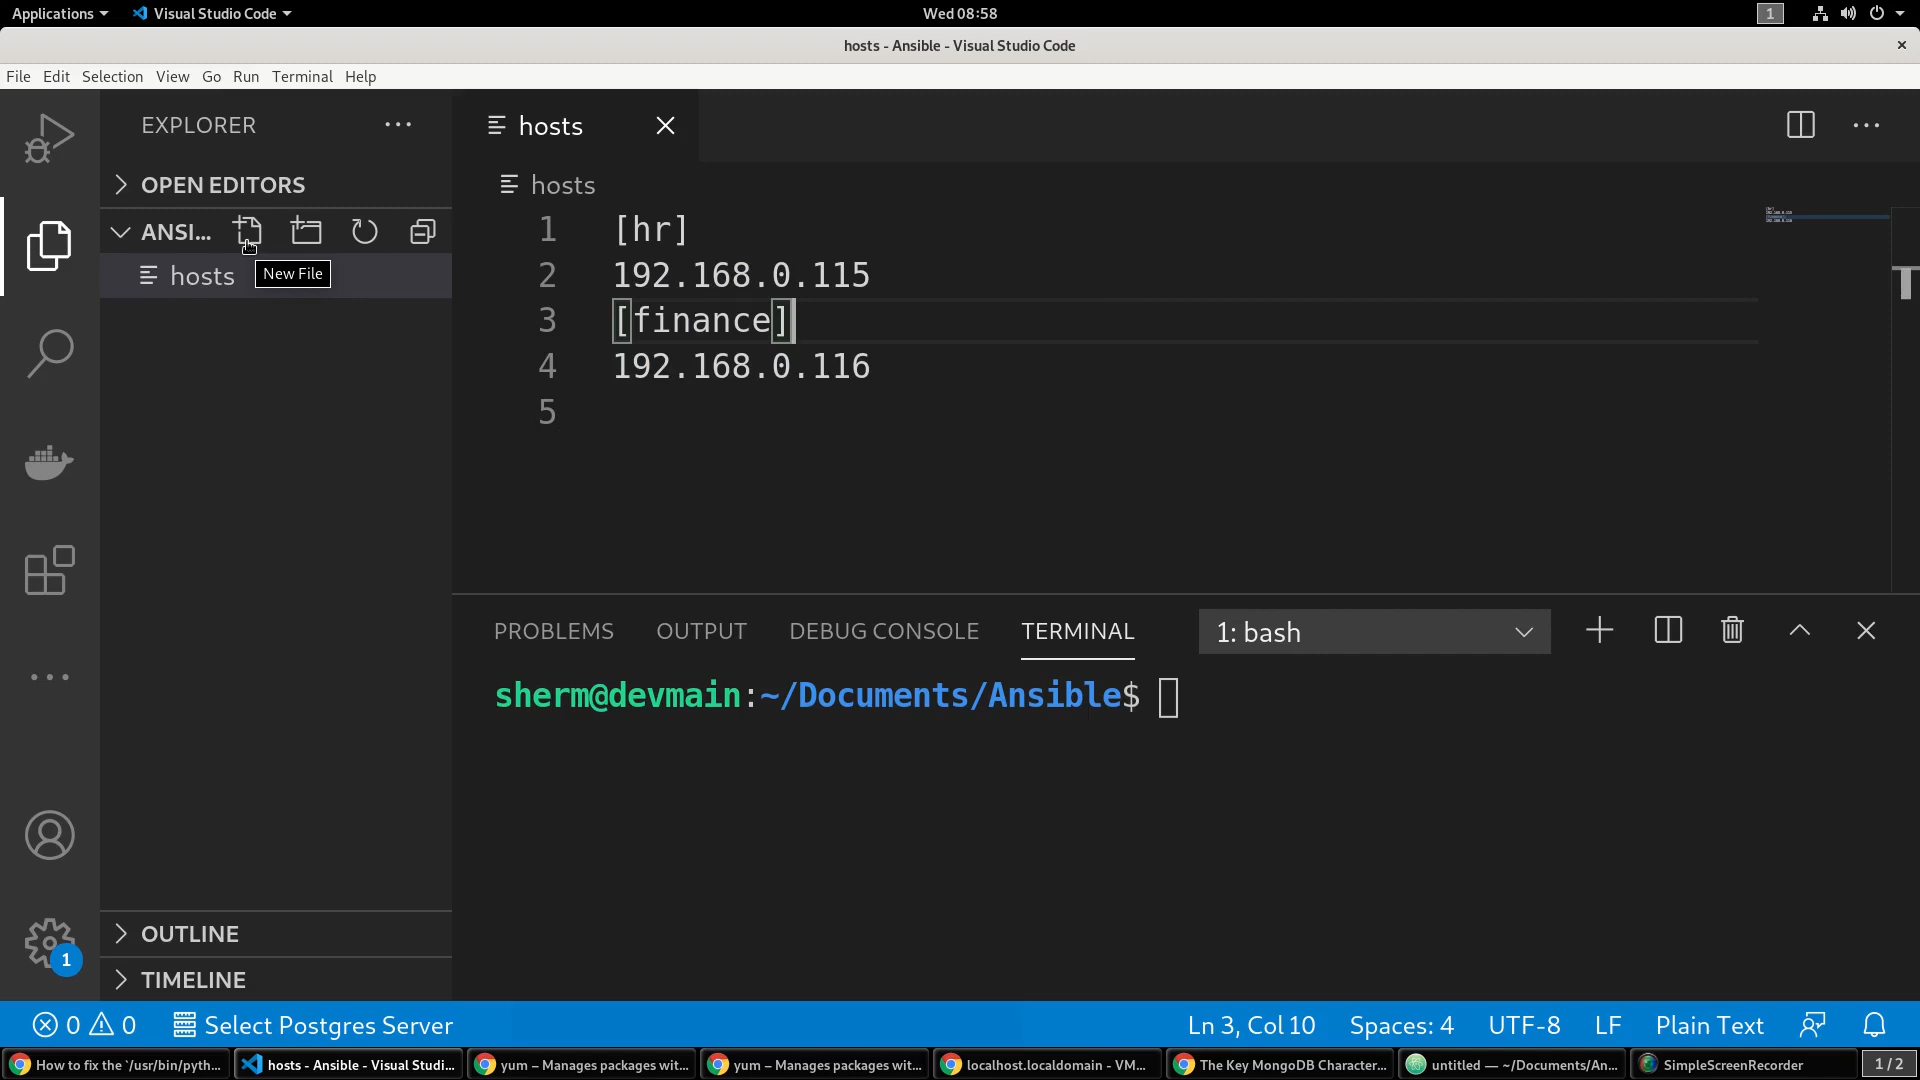 Applications Visual Studio Code Wed 08:58 1
hosts - Ansible - Visual Studio Code
File Edit Selection View Go Run Terminal Help
EXPLORER
hosts
OPEN EDITORS
hosts
ANSI...
New File
hosts
1 [hr]
2 192.168.0.115
3 [finance]
4 192.168.0.116
5
PROBLEMS OUTPUT DEBUG CONSOLE TERMINAL 1: bash
sherm@devmain:~/Documents/Ansible$
OUTLINE
TIMELINE
1
0 0 Select Postgres Server Ln 3, Col 10 Spaces: 4 UTF-8 LF Plain Text
How to fix the `/usr/bin/pyth... hosts - Ansible - Visual Studi... yum – Manages packages wit... yum – Manages packages wit... localhost.localdomain - VM... The Key MongoDB Character... untitled — ~/Documents/An... SimpleScreenRecorder 1 / 2